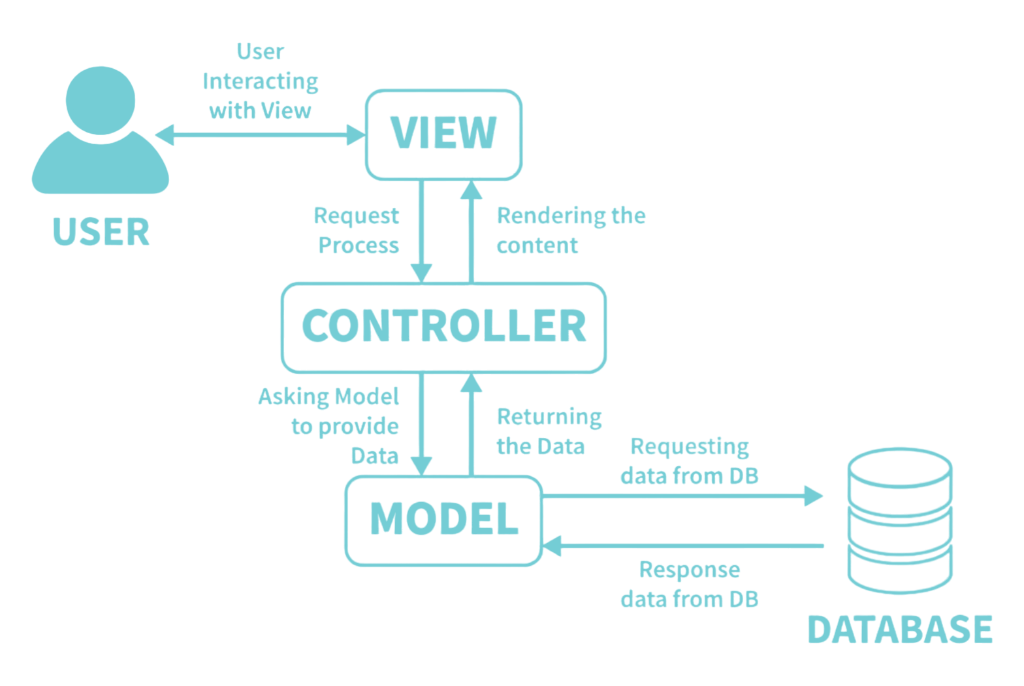 User
Interacting
with View
VIEW
USER
Request
Process
Rendering the
content
CONTROLLER
Asking Model
to provide
Data
Returning
the Data
MODEL
Requesting
data from DB
Response
data from DB
DATABASE